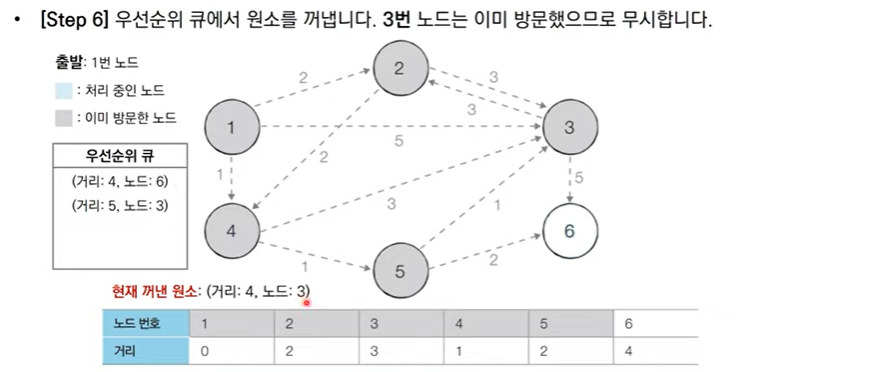 • [Step 6] 우선순위 큐에서 원소를 꺼냅니다. 3번 노드는 이미 방문했으므로 무시합니다.
출발: 1번 노드
: 처리 중인 노드
: 이미 방문한 노드
우선순위 큐
(거리: 4, 노드: 6)
(거리: 5, 노드: 3)
2
2
3
3
1
5
3
1
2
5
4
3
1
6
1
5
2
현재 꺼낸 원소: (거리: 4, 노드: 3)
노드 번호 1 2 3 4 5 6
거리 0 2 3 1 2 4